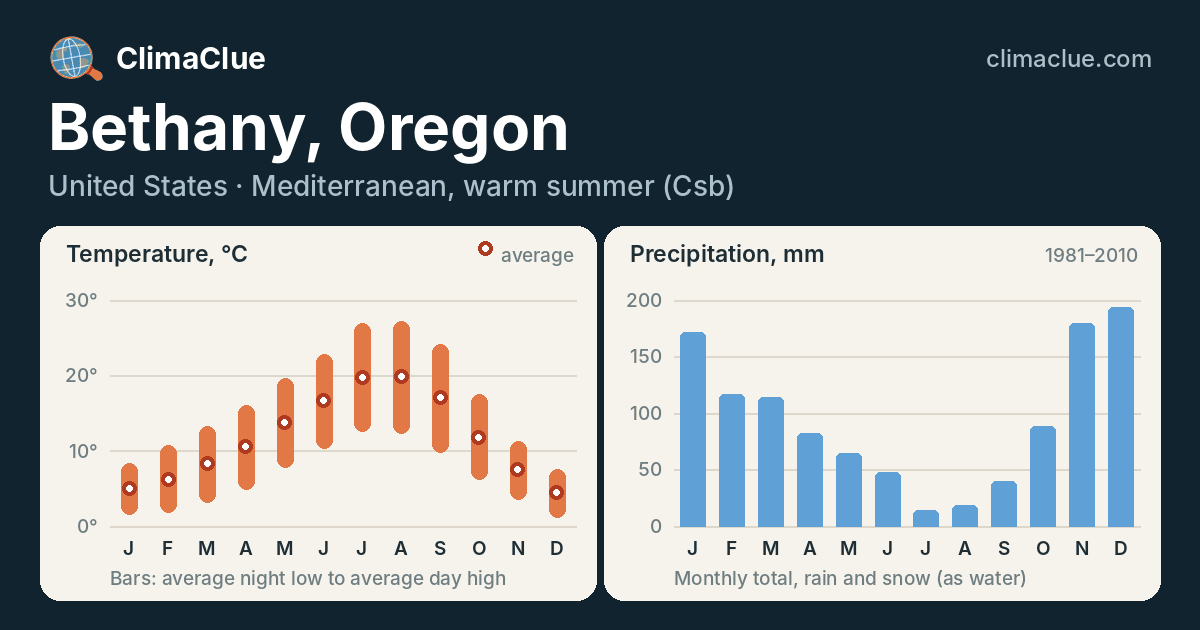 ClimaClue
climaclue.com
Bethany, Oregon
United States · Mediterranean, warm summer (Csb)
Temperature, °C
average
30°
20°
10°
0°
J F M A M J J A S O N D
Bars: average night low to average day high
Precipitation, mm
1981–2010
200
150
100
50
0
J F M A M J J A S O N D
Monthly total, rain and snow (as water)